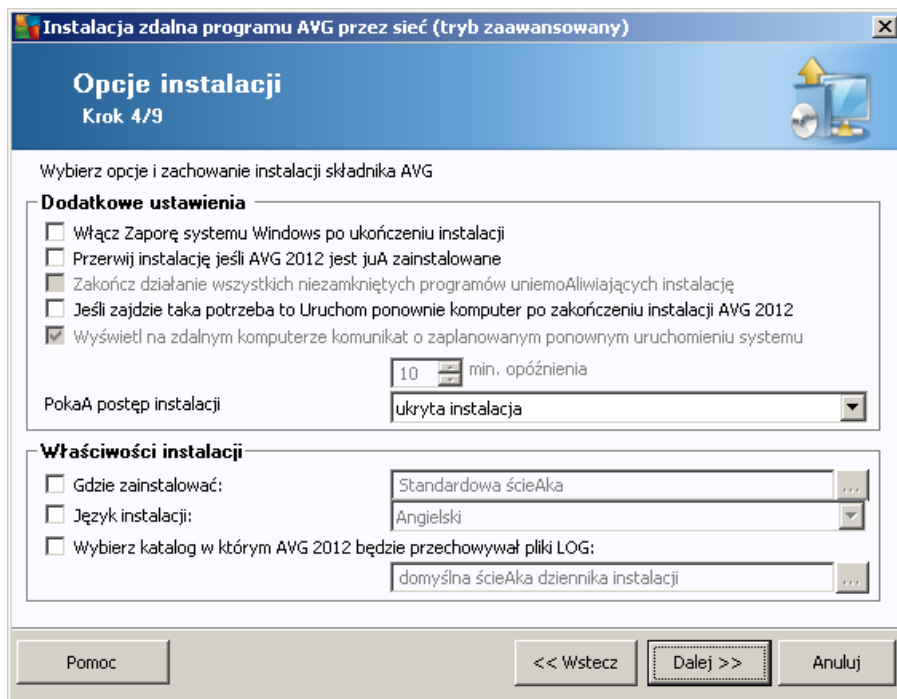 Instalacja zdalna programu AVG przez sieć (tryb zaawansowany)
Opcje instalacji
Krok 4/9
Wybierz opcje i zachowanie instalacji składnika AVG
Dodatkowe ustawienia
Włącz Zaporę systemu Windows po ukończeniu instalacji
Przerwij instalację jeśli AVG 2012 jest juA zainstalowane
Zakończ działanie wszystkich niezamkniętych programów uniemoAliwiających instalację
Jeśli zajdzie taka potrzeba to Uruchom ponownie komputer po zakończeniu instalacji AVG 2012
Wyświetl na zdalnym komputerze komunikat o zaplanowanym ponownym uruchomieniu systemu
10 min. opóźnienia
PokaA postęp instalacji ukryta instalacja
Właściwości instalacji
Gdzie zainstalować: Standardowa ścieAka ...
Język instalacji: Angielski
Wybierz katalog w którym AVG 2012 będzie przechowywał pliki LOG:
domyślna ścieAka dziennika instalacji ...
Pomoc << Wstecz Dalej >> Anuluj